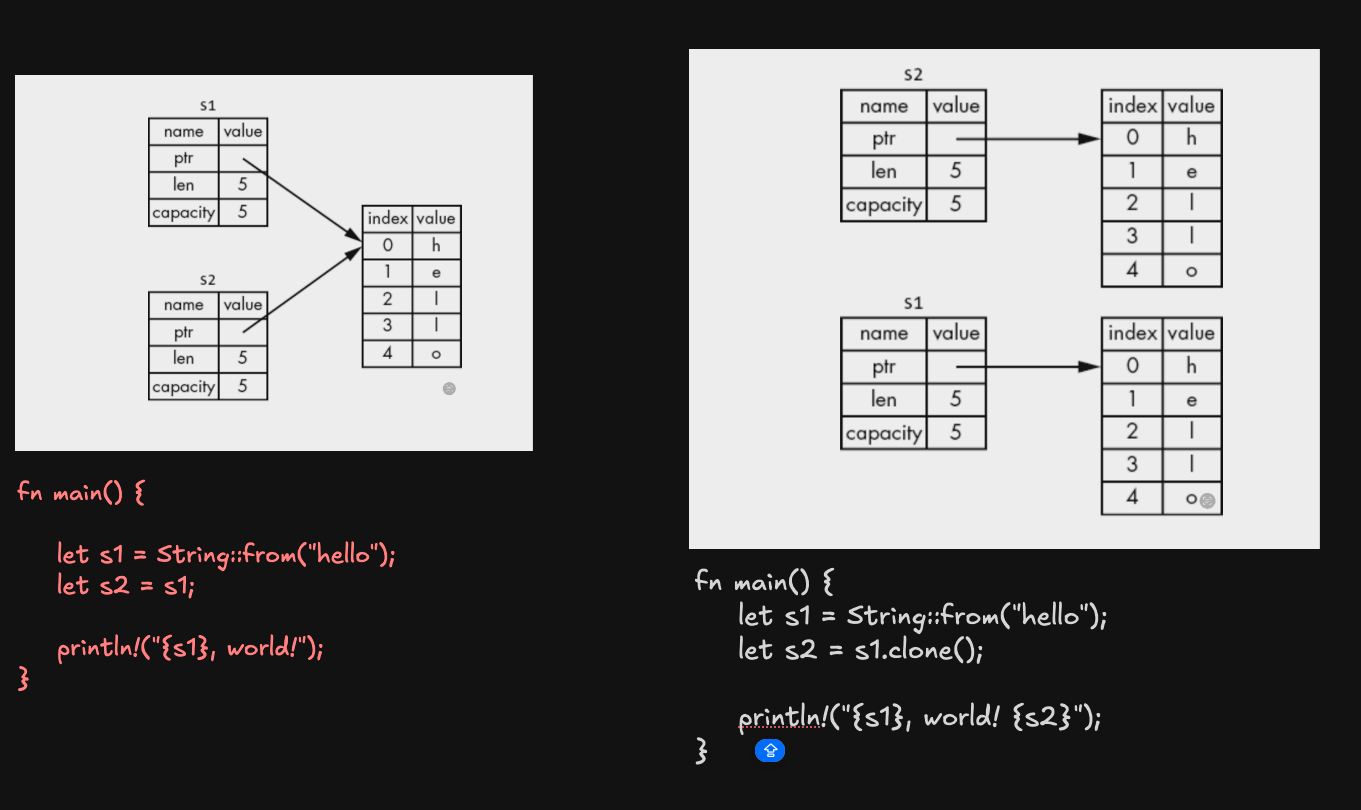 s1
name value
ptr
len 5
capacity 5
s2
name value
ptr
len 5
capacity 5
index value
0 h
1 e
2 l
3 l
4 o
fn main() {
let s1 = String::from("hello");
let s2 = s1;
println!("{s1}, world!");
}
s2
name value
ptr
len 5
capacity 5
index value
0 h
1 e
2 l
3 l
4 o
s1
name value
ptr
len 5
capacity 5
index value
0 h
1 e
2 l
3 l
4 o
fn main() {
let s1 = String::from("hello");
let s2 = s1.clone();
println!("{s1}, world! {s2}");
}